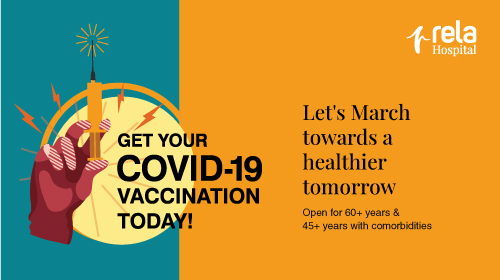 rela
Hospital
GET YOUR
COVID-19
VACCINATION
TODAY!
Let's March
towards a
healthier
tomorrow
Open for 60+ years &
45+ years with comorbidities